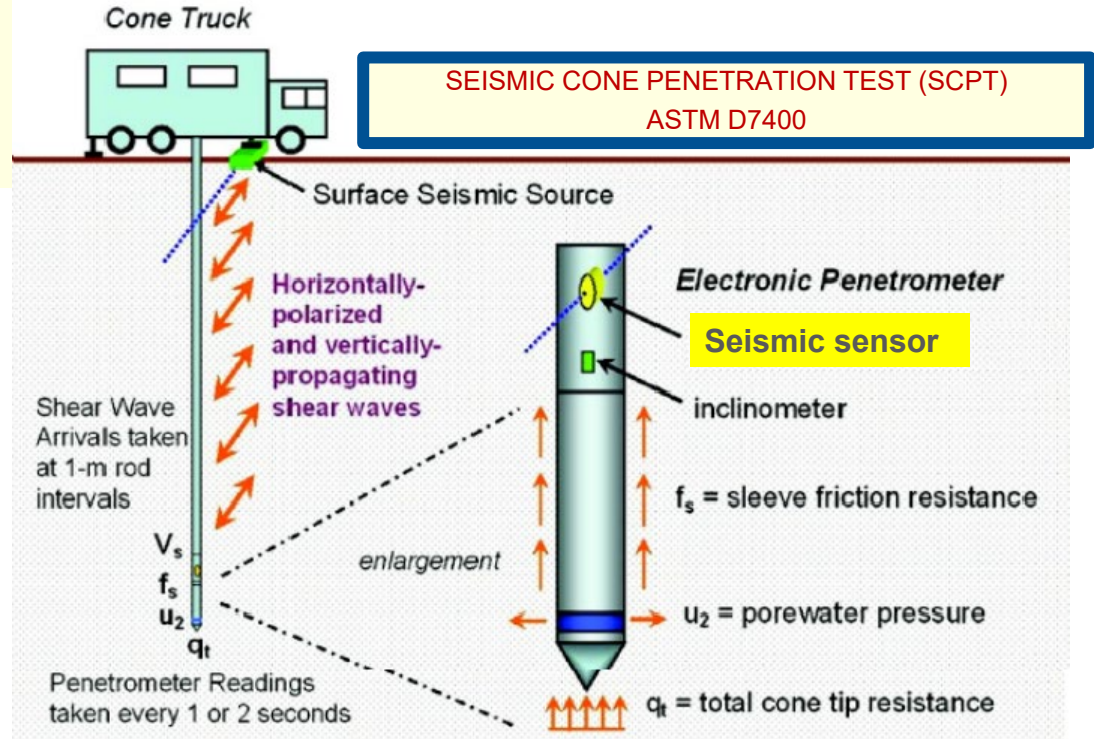 Cone Truck
SEISMIC CONE PENETRATION TEST (SCPT)
ASTM D7400
Surface Seismic Source
Horizontally-
polarized
and vertically-
propagating
shear waves
Electronic Penetrometer
Seismic sensor
inclinometer
Shear Wave
Arrivals taken
at 1-m rod
intervals
fₛ = sleeve friction resistance
Vₛ
fₛ
u₂
qₜ
enlargement
u₂ = porewater pressure
Penetrometer Readings
taken every 1 or 2 seconds
qₜ = total cone tip resistance